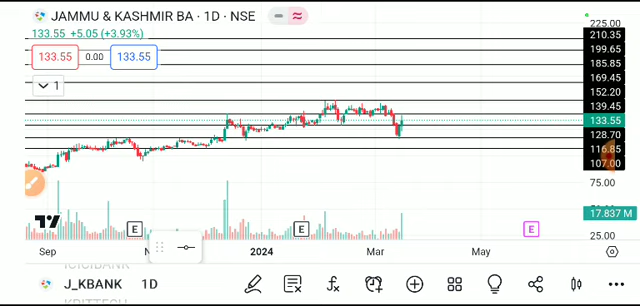 JAMMU & KASHMIR BA · 1D · NSE
133.55 +5.05 (+3.93%)
133.55 0.00 133.55
1
225.00
210.35
199.65
185.85
169.45
152.20
139.45
133.55
128.70
116.85
107.00
75.00
17.837 M
25.00
E E E
Sep 2024 Mar May
ICICIBANK
J_KBANK 1D